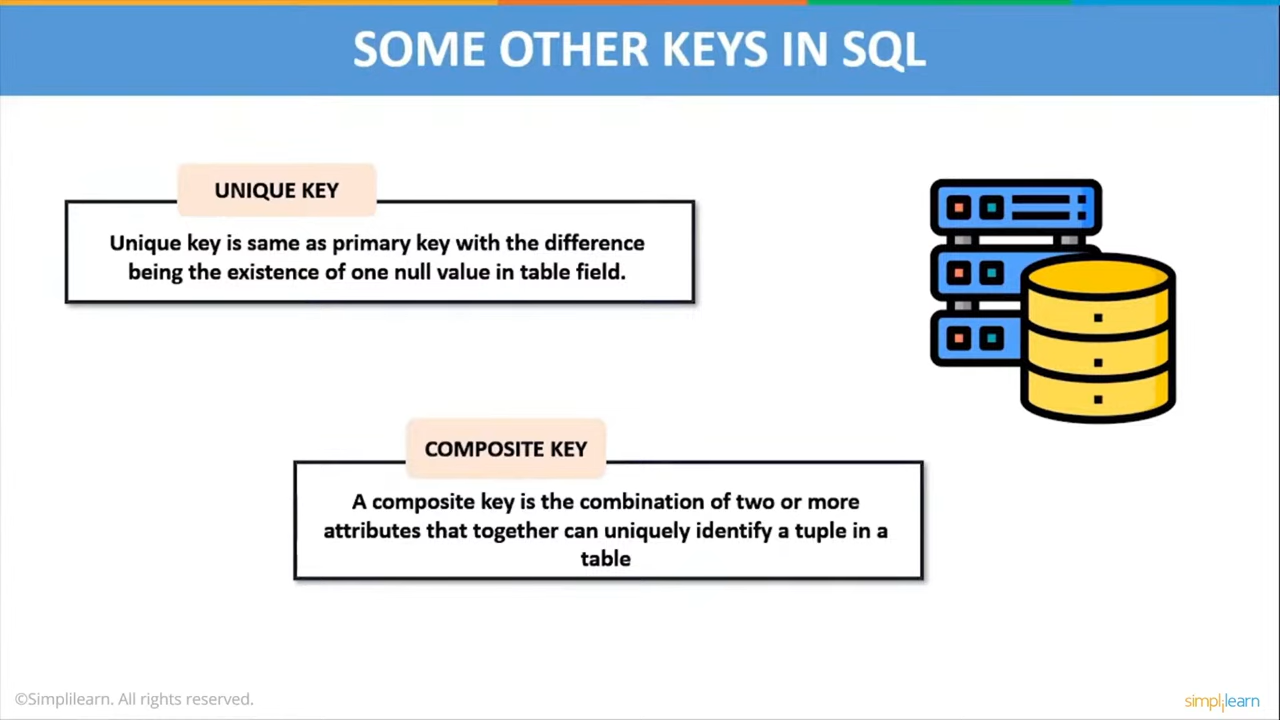 SOME OTHER KEYS IN SQL
UNIQUE KEY
Unique key is same as primary key with the difference
being the existence of one null value in table field.
COMPOSITE KEY
A composite key is the combination of two or more
attributes that together can uniquely identify a tuple in a
table
©Simplilearn. All rights reserved.
simplilearn